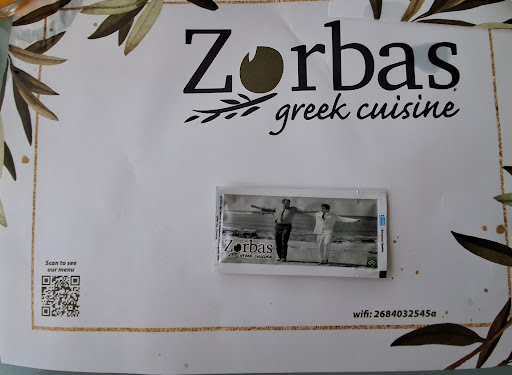 Zorbas
greek cuisine
Zorbas
greek cuisine
Scan to see
our menu
wifi: 2684032545a